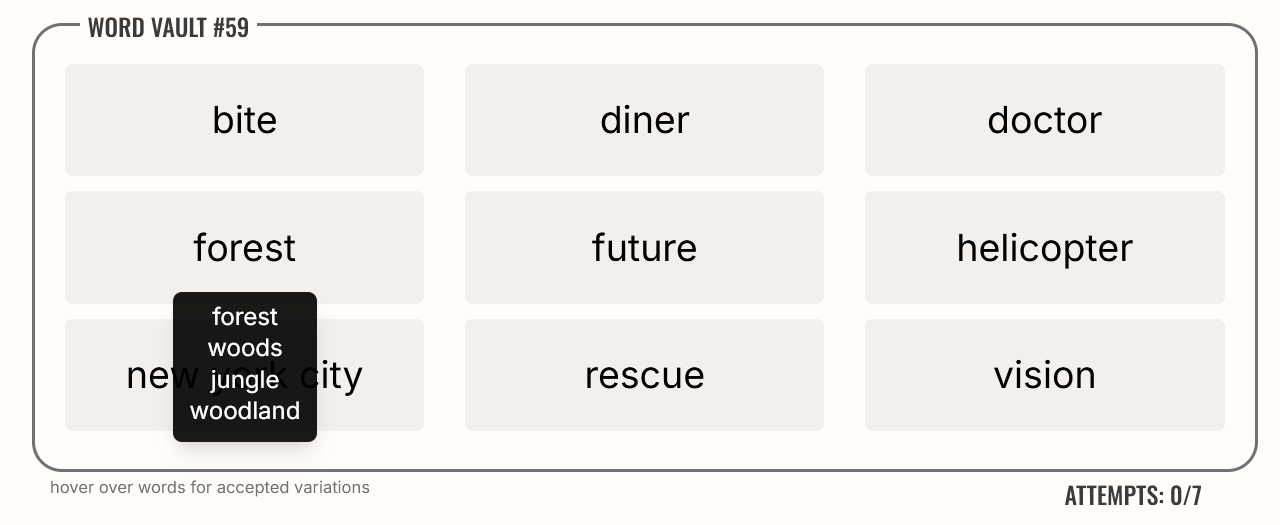 WORD VAULT #59
bite
diner
doctor
forest
future
helicopter
forest
woods
jungle
woodland
new york city
rescue
vision
hover over words for accepted variations
ATTEMPTS: 0/7